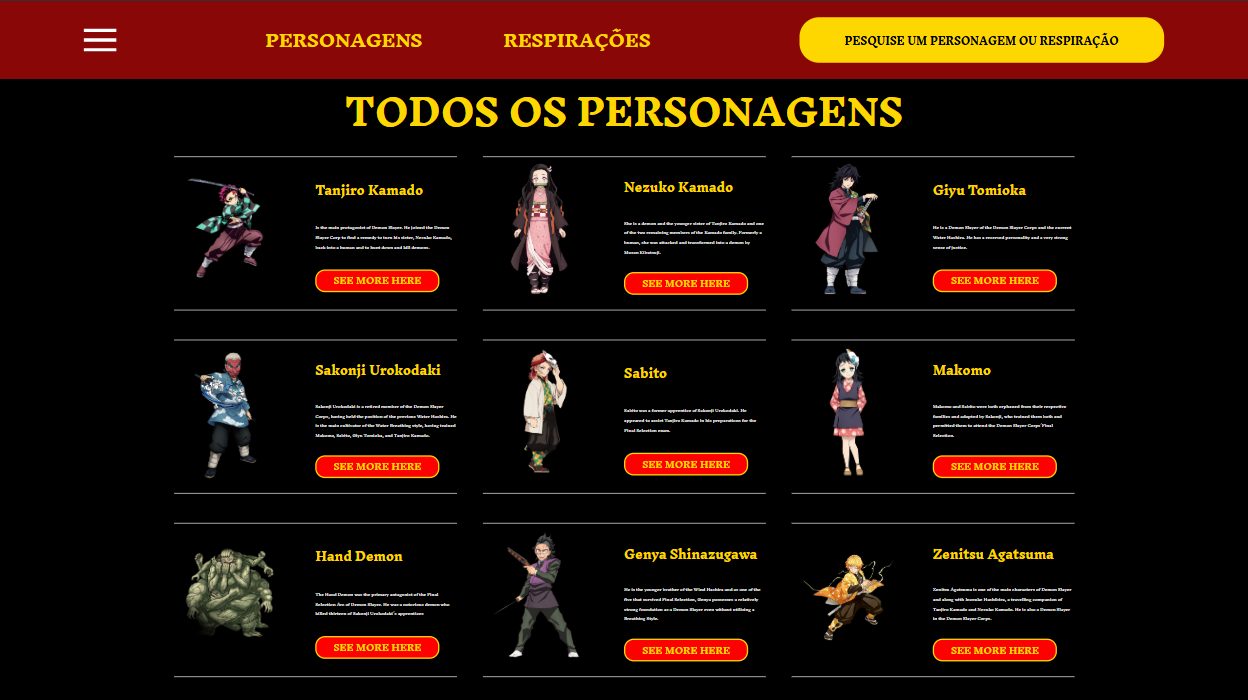 PERSONAGENS
RESPIRAÇÕES
PESQUISE UM PERSONAGEM OU RESPIRAÇÃO
TODOS OS PERSONAGENS
Tanjiro Kamado
Is the main protagonist of Demon Slayer. He joined the Demon
Slayer Corp to find a remedy to turn his sister, Nezuko Kamado,
back into a human and to hunt down and kill demons.
SEE MORE HERE
Nezuko Kamado
She is a demon and the younger sister of Tanjiro Kamado and one
of the two remaining members of the Kamado family. Formerly a
human, she was attacked and transformed into a demon by
Muzan Kibutsuji.
SEE MORE HERE
Giyu Tomioka
He is a Demon Slayer of the Demon Slayer Corps and the current
Water Hashira. He has a reserved personality and a very strong
sense of justice.
SEE MORE HERE
Sakonji Urokodaki
Sakonji Urokodaki is a retired member of the Demon Slayer
Corps, having held the position of the previous Water Hashira. He
is the main cultivator of the Water Breathing style, having trained
Makomo, Sabito, Giyu Tomioka, and Tanjiro Kamado.
SEE MORE HERE
Sabito
Sabito was a former apprentice of Sakonji Urokodaki. He
appeared to assist Tanjiro Kamado in his preparations for the
Final Selection exam.
SEE MORE HERE
Makomo
Makomo and Sabito were both orphaned from their respective
families and adopted by Sakonji, who trained them both and
permitted them to attend the Demon Slayer Corps' Final
Selection.
SEE MORE HERE
Hand Demon
The Hand Demon was the primary antagonist of the Final
Selection Arc of Demon Slayer. He was a notorious demon who
killed thirteen of Sakonji Urokodaki's apprentices
SEE MORE HERE
Genya Shinazugawa
He is the younger brother of the Wind Hashira and as one of the
five that survived Final Selection, Genya possesses a relatively
strong foundation as a Demon Slayer even without utilizing a
Breathing Style.
SEE MORE HERE
Zenitsu Agatsuma
Zenitsu Agatsuma is one of the main characters of Demon Slayer
and along with Inosuke Hashibira, a travelling companion of
Tanjiro Kamado and Nezuko Kamado. He is also a Demon Slayer
in the Demon Slayer Corps.
SEE MORE HERE